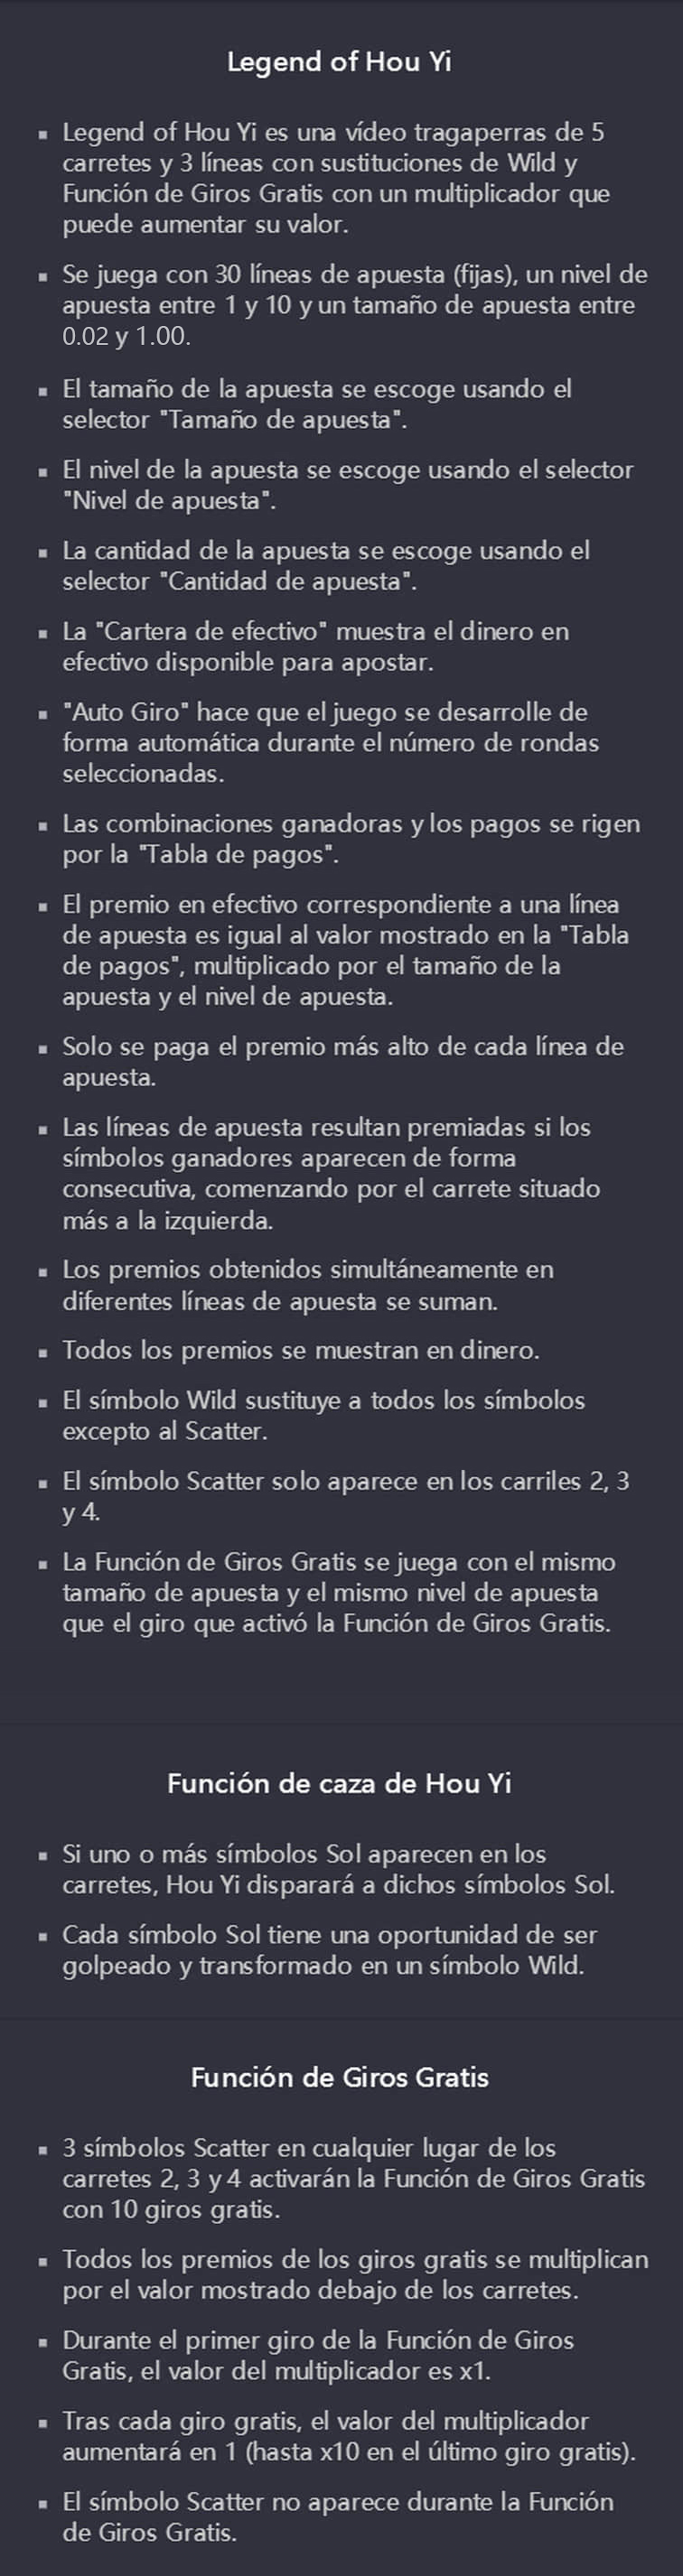 Legend of Hou Yi
▪ Legend of Hou Yi es una vídeo tragaperras de 5
carretes y 3 líneas con sustituciones de Wild y
Función de Giros Gratis con un multiplicador que
puede aumentar su valor.
▪ Se juega con 30 líneas de apuesta (fijas), un nivel de
apuesta entre 1 y 10 y un tamaño de apuesta entre
0.02 y 1.00.
▪ El tamaño de la apuesta se escoge usando el
selector "Tamaño de apuesta".
▪ El nivel de la apuesta se escoge usando el selector
"Nivel de apuesta".
▪ La cantidad de la apuesta se escoge usando el
selector "Cantidad de apuesta".
▪ La "Cartera de efectivo" muestra el dinero en
efectivo disponible para apostar.
▪ "Auto Giro" hace que el juego se desarrolle de
forma automática durante el número de rondas
seleccionadas.
▪ Las combinaciones ganadoras y los pagos se rigen
por la "Tabla de pagos".
▪ El premio en efectivo correspondiente a una línea
de apuesta es igual al valor mostrado en la "Tabla
de pagos", multiplicado por el tamaño de la
apuesta y el nivel de apuesta.
▪ Solo se paga el premio más alto de cada línea de
apuesta.
▪ Las líneas de apuesta resultan premiadas si los
símbolos ganadores aparecen de forma
consecutiva, comenzando por el carrete situado
más a la izquierda.
▪ Los premios obtenidos simultáneamente en
diferentes líneas de apuesta se suman.
▪ Todos los premios se muestran en dinero.
▪ El símbolo Wild sustituye a todos los símbolos
excepto al Scatter.
▪ El símbolo Scatter solo aparece en los carriles 2, 3
y 4.
▪ La Función de Giros Gratis se juega con el mismo
tamaño de apuesta y el mismo nivel de apuesta
que el giro que activó la Función de Giros Gratis.
Función de caza de Hou Yi
▪ Si uno o más símbolos Sol aparecen en los
carretes, Hou Yi disparará a dichos símbolos Sol.
▪ Cada símbolo Sol tiene una oportunidad de ser
golpeado y transformado en un símbolo Wild.
Función de Giros Gratis
▪ 3 símbolos Scatter en cualquier lugar de los
carretes 2, 3 y 4 activarán la Función de Giros Gratis
con 10 giros gratis.
▪ Todos los premios de los giros gratis se multiplican
por el valor mostrado debajo de los carretes.
▪ Durante el primer giro de la Función de Giros
Gratis, el valor del multiplicador es x1.
▪ Tras cada giro gratis, el valor del multiplicador
aumentará en 1 (hasta x10 en el último giro gratis).
▪ El símbolo Scatter no aparece durante la Función
de Giros Gratis.